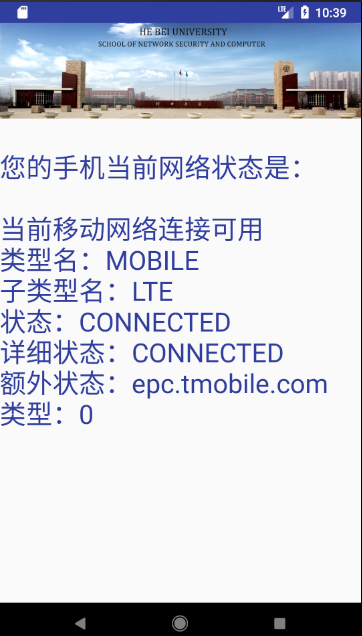 LTE 10:39
HE BEI UNIVERSITY
SCHOOL OF NETWORK SECURITY AND COMPUTER
您的手机当前网络状态是：
当前移动网络连接可用
类型名：MOBILE
子类型名：LTE
状态：CONNECTED
详细状态：CONNECTED
额外状态：epc.tmobile.com
类型：0